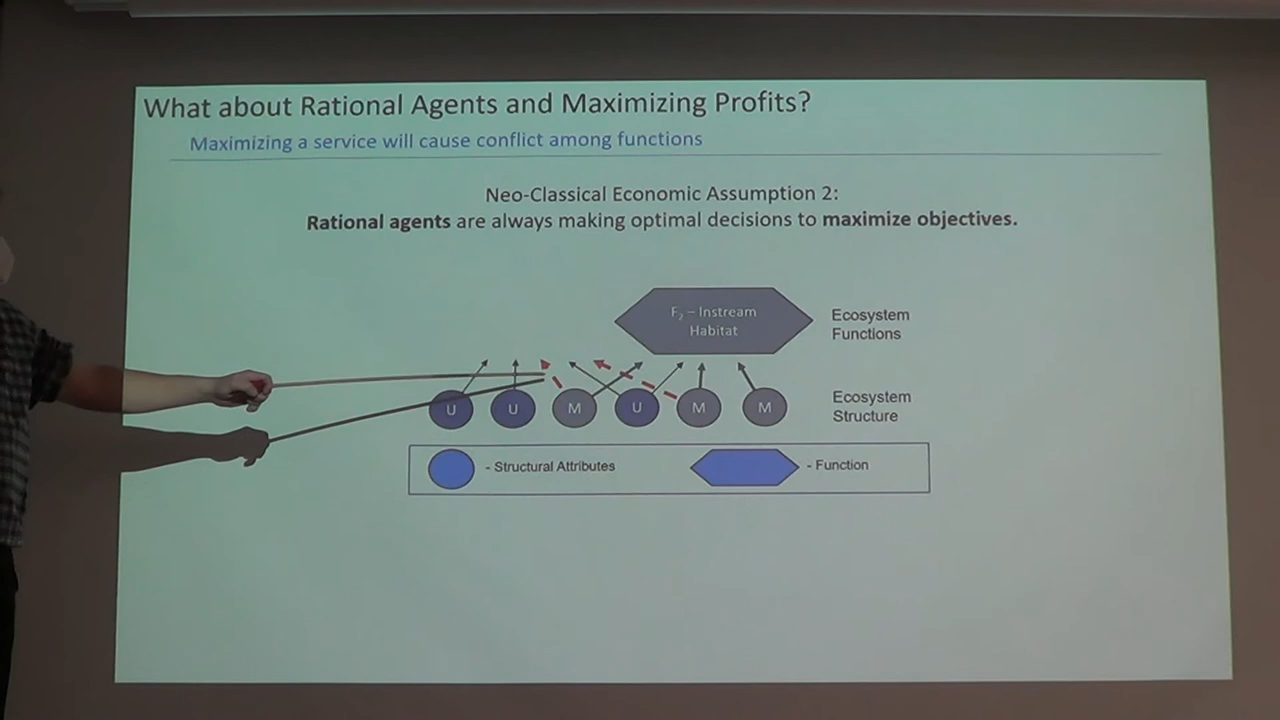 What about Rational Agents and Maximizing Profits?
Maximizing a service will cause conflict among functions
Neo-Classical Economic Assumption 2:
Rational agents are always making optimal decisions to maximize objectives.
F₂ – Instream
Habitat
Ecosystem
Functions
U U M U M M
Ecosystem
Structure
- Structural Attributes
- Function